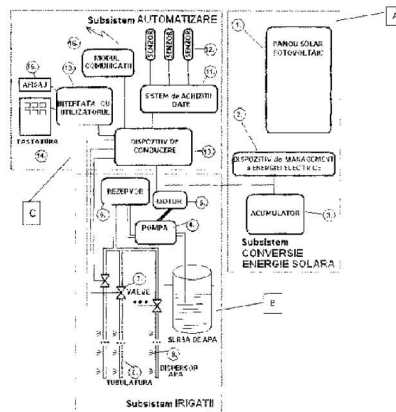 Subsistem AUTOMATIZARE
A
1.
PANOU SOLAR
FOTOVOLTAIC
16.
MODUL
COMUNICATII
SENZOR
SENZOR
SENZOR
12.
15.
AFISAJ
13.
INTERFATA CU
UTILIZATORUL
11.
SISTEM de ACHIZITII
DATE
TASTATURA
14.
DISPOZITIV DE
CONDUCERE
2.
DISPOZITIV de MANAGEMENT
a ENERGIEI ELECTRICE
C
REZERVOR
MOTOR
5.
ACUMULATOR
3.
POMPA
4.
Subsistem
CONVERSIE
ENERGIE SOLARA
7.
VALVE
B
SURSA DE APA
9.
8.
DISPERSOR
APA
TUBULATURA
Subsistem IRIGATII